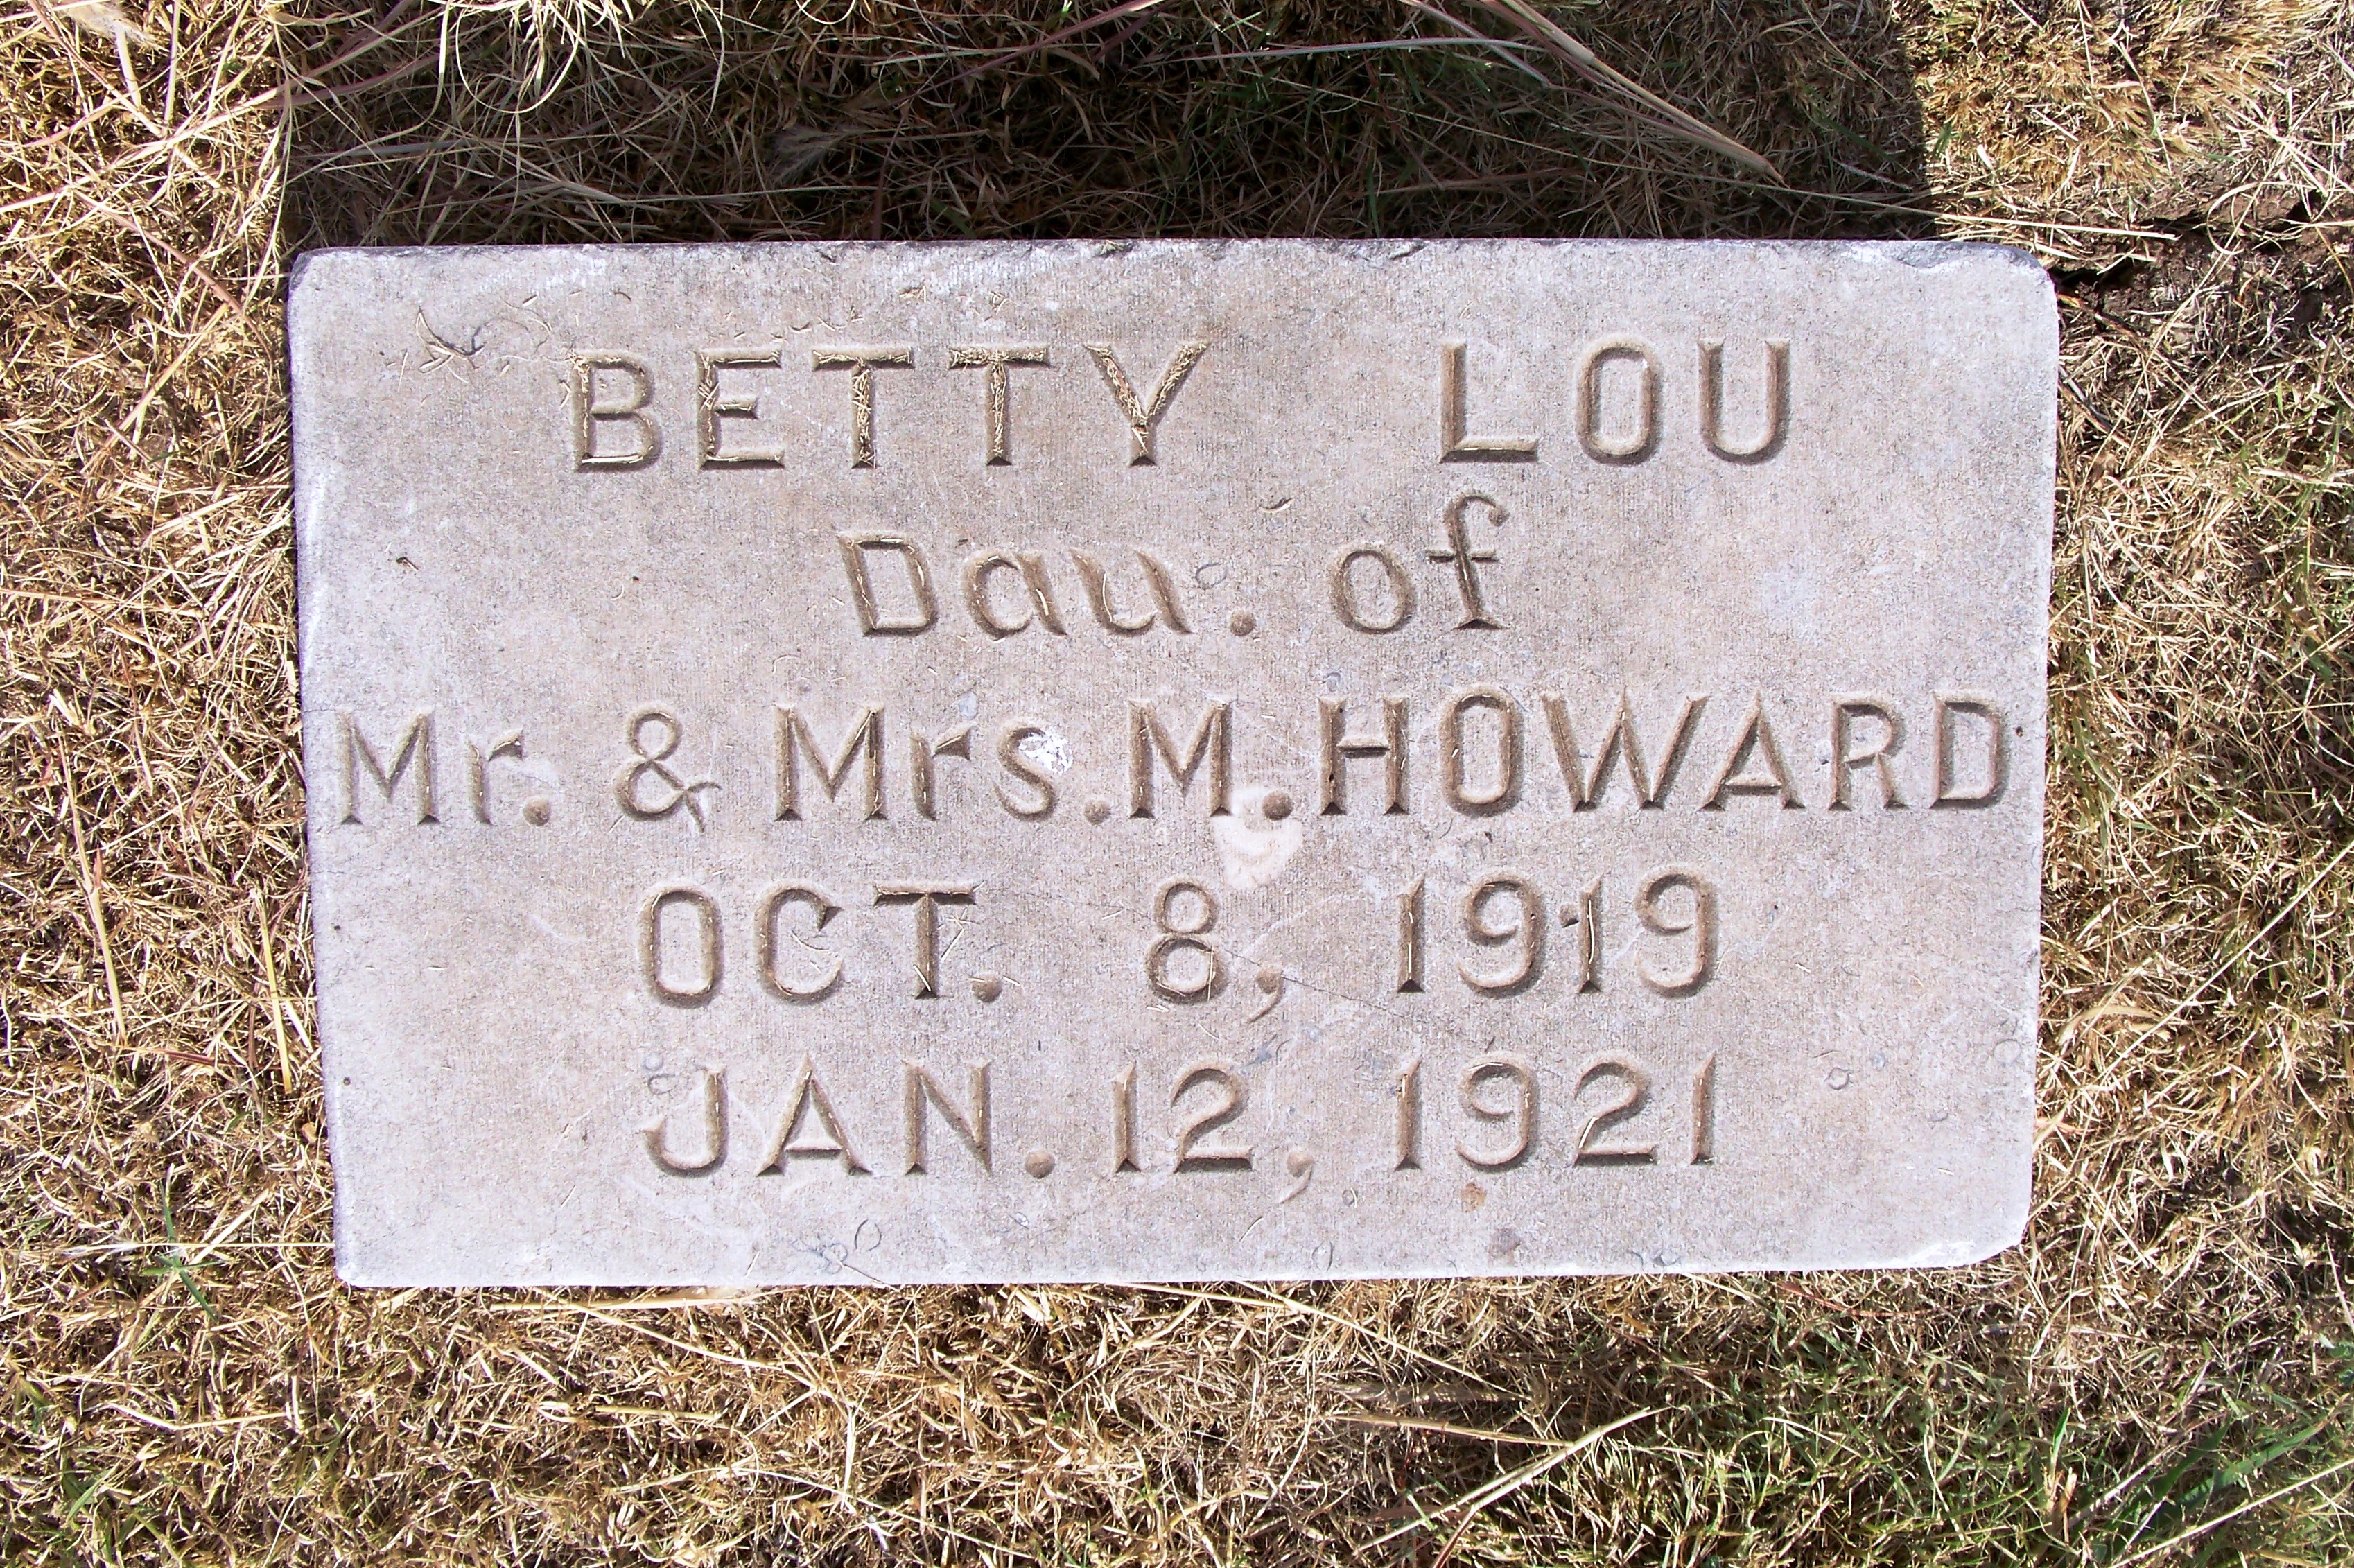 BETTY LOU
Dau. of
Mr. & Mrs. M. HOWARD
OCT. 8, 1919
JAN. 12, 1921